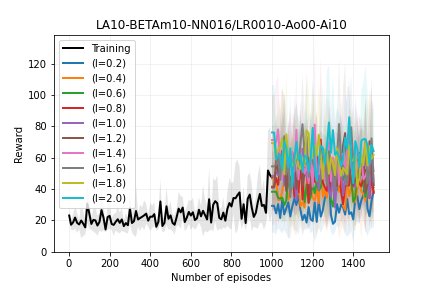 LA10-BETAm10-NN016/LR0010-Ao00-Ai10
Reward
120
100
80
60
40
20
0
Training
(l=0.2)
(l=0.4)
(l=0.6)
(l=0.8)
(l=1.0)
(l=1.2)
(l=1.4)
(l=1.6)
(l=1.8)
(l=2.0)
0 200 400 600 800 1000 1200 1400
Number of episodes